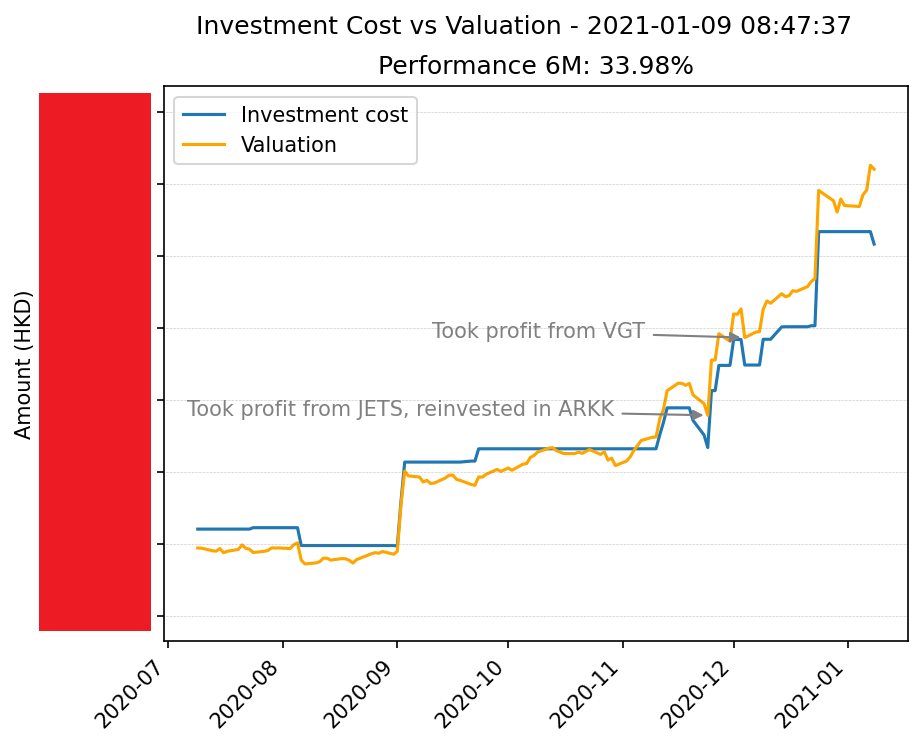 Investment Cost vs Valuation - 2021-01-09 08:47:37
Performance 6M: 33.98%
Investment cost
Valuation
Amount (HKD)
Took profit from VGT
Took profit from JETS, reinvested in ARKK
2020-07
2020-08
2020-09
2020-10
2020-11
2020-12
2021-01